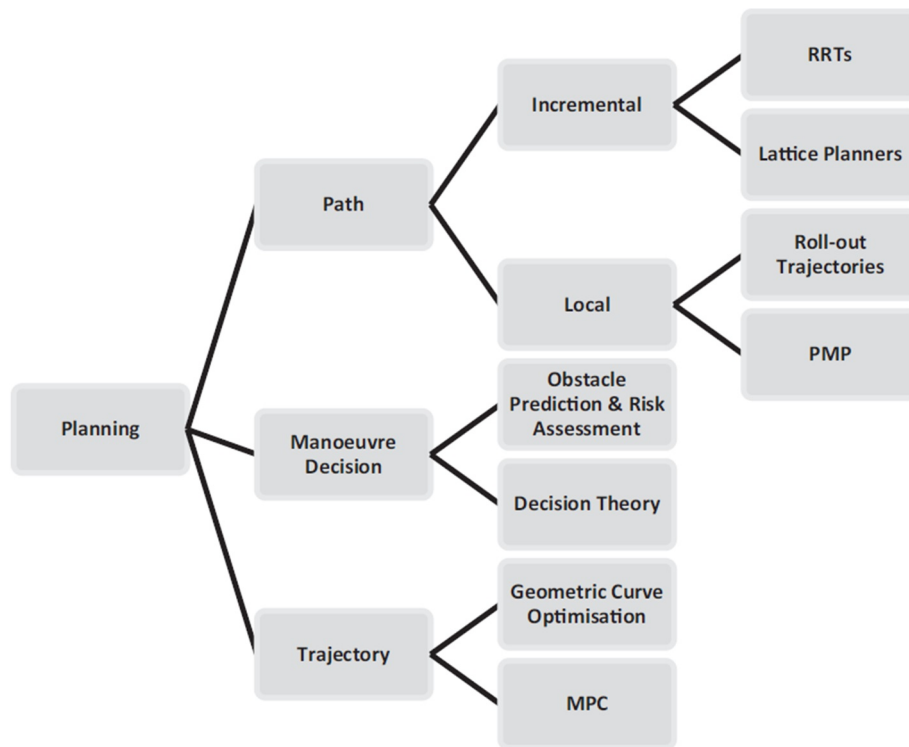 RRTs
Incremental
Lattice Planners
Path
Roll-out
Trajectories
Local
PMP
Planning
Obstacle
Prediction & Risk
Assessment
Manoeuvre
Decision
Decision Theory
Geometric Curve
Optimisation
Trajectory
MPC